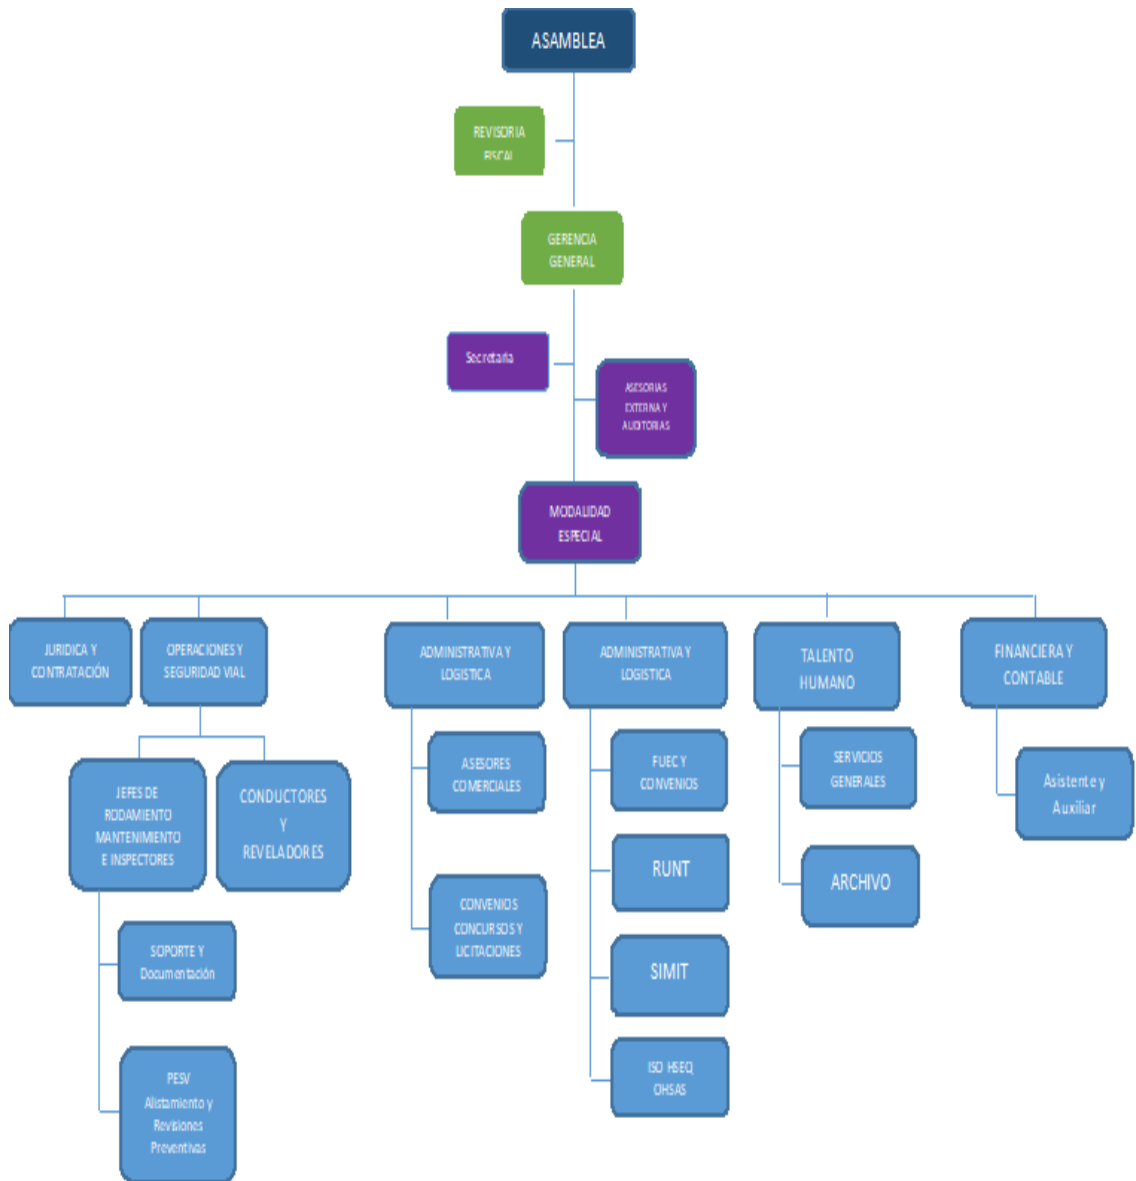 ASAMBLEA
REVISORIA
FISCAL
GERENCIA
GENERAL
Secretaria
ASESORIAS
EXTERNA Y
AUDITORIAS
MODALIDAD
ESPECIAL
JURIDICA Y
CONTRATACIÓN
OPERACIONES Y
SEGURIDAD VIAL
ADMINISTRATIVA Y
LOGISTICA
ADMINISTRATIVA Y
LOGISTICA
TALENTO
HUMANO
FINANCIERA Y
CONTABLE
JEFES DE
RODAMIENTO
MANTENIMIENTO
E INSPECTORES
CONDUCTORES
Y
REVELADORES
ASESORES
COMERCIALES
FUEC Y
CONVENIOS
SERVICIOS
GENERALES
Asistente y
Auxiliar
RUNT
ARCHIVO
CONVENIOS
CONCURSOS Y
LICITACIONES
SOPORTE Y
Documentación
SIMIT
PESV
Alistamiento y
Revisiones
Preventivas
ISO HSEQ
OHSAS